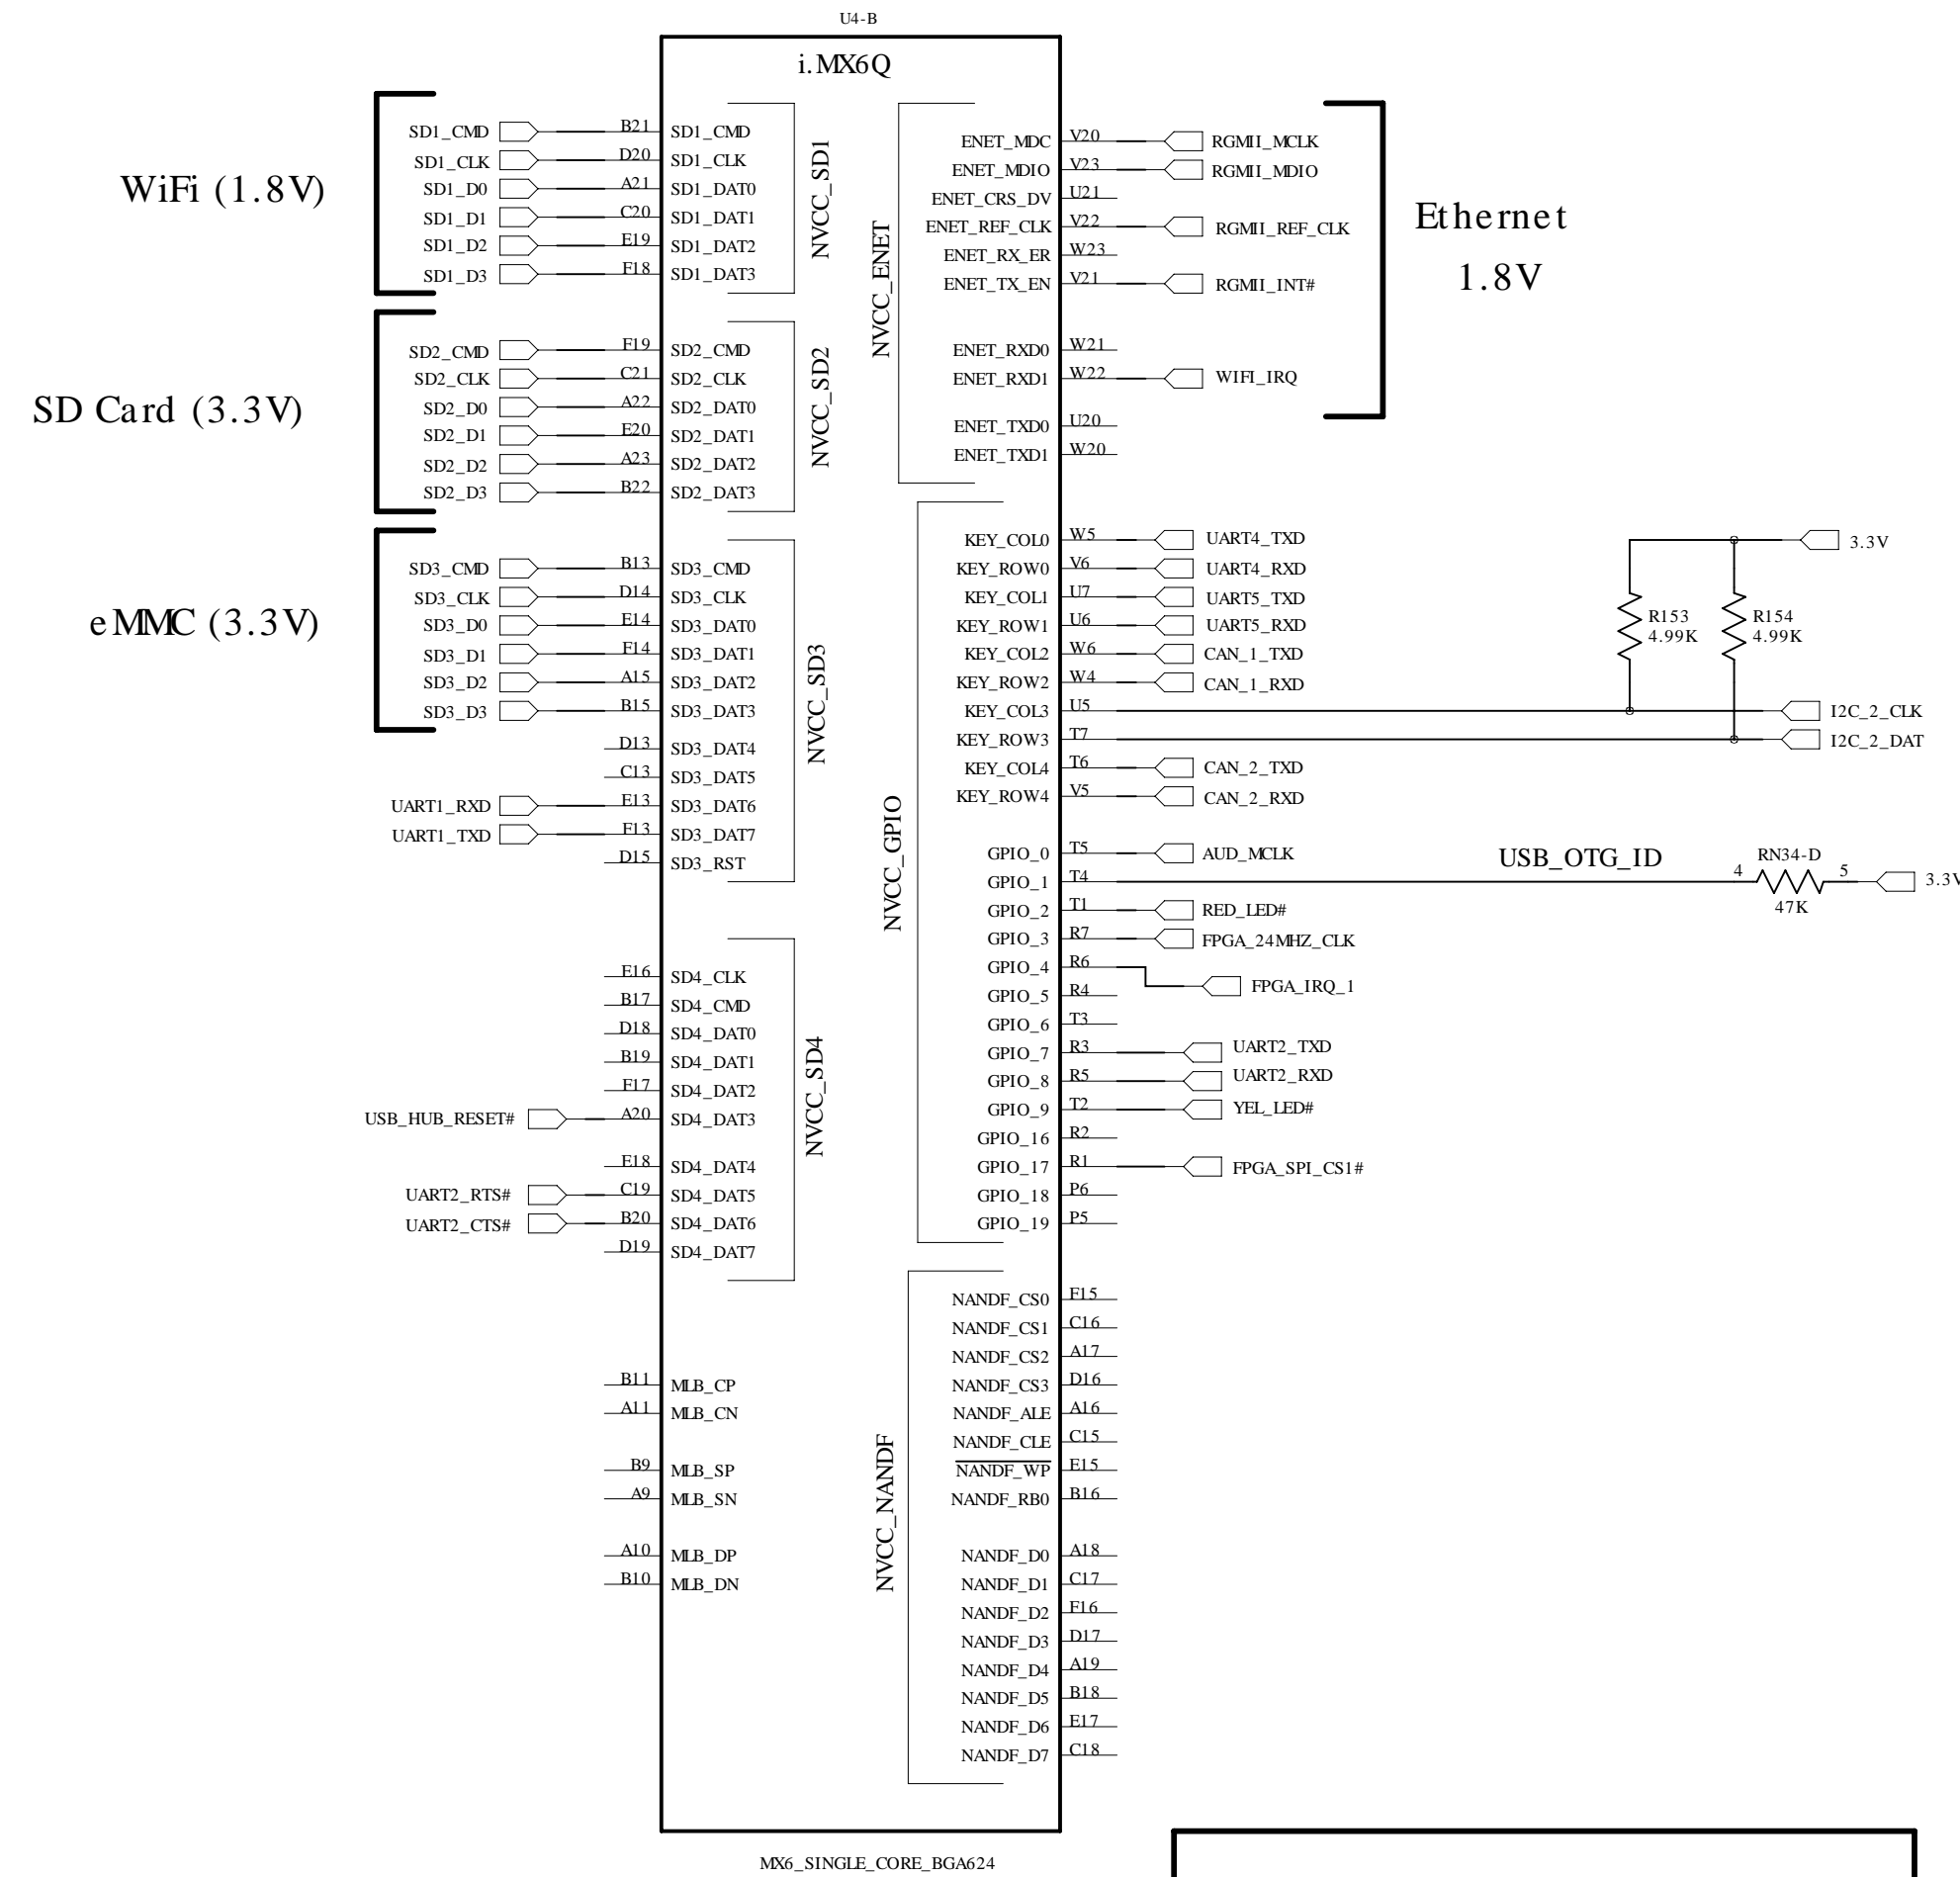 U4-B
i.MX6Q
WiFi (1.8V)
SD1_CMD B21 SD1_CMD
SD1_CLK D20 SD1_CLK
SD1_D0 A21 SD1_DAT0
SD1_D1 C20 SD1_DAT1
SD1_D2 E19 SD1_DAT2
SD1_D3 F18 SD1_DAT3
NVCC_SD1
SD Card (3.3V)
SD2_CMD F19 SD2_CMD
SD2_CLK C21 SD2_CLK
SD2_D0 A22 SD2_DAT0
SD2_D1 E20 SD2_DAT1
SD2_D2 A23 SD2_DAT2
SD2_D3 B22 SD2_DAT3
NVCC_SD2
eMMC (3.3V)
SD3_CMD B13 SD3_CMD
SD3_CLK D14 SD3_CLK
SD3_D0 E14 SD3_DAT0
SD3_D1 F14 SD3_DAT1
SD3_D2 A15 SD3_DAT2
SD3_D3 B15 SD3_DAT3
D13 SD3_DAT4
C13 SD3_DAT5
UART1_RXD E13 SD3_DAT6
UART1_TXD F13 SD3_DAT7
D15 SD3_RST
NVCC_SD3
E16 SD4_CLK
B17 SD4_CMD
D18 SD4_DAT0
B19 SD4_DAT1
F17 SD4_DAT2
USB_HUB_RESET# A20 SD4_DAT3
E18 SD4_DAT4
UART2_RTS# C19 SD4_DAT5
UART2_CTS# B20 SD4_DAT6
D19 SD4_DAT7
NVCC_SD4
B11 MLB_CP
A11 MLB_CN
B9 MLB_SP
A9 MLB_SN
A10 MLB_DP
B10 MLB_DN
NVCC_ENET
ENET_MDC V20 RGMII_MCLK
ENET_MDIO V23 RGMII_MDIO
ENET_CRS_DV U21
ENET_REF_CLK V22 RGMII_REF_CLK
ENET_RX_ER W23
ENET_TX_EN V21 RGMII_INT#
ENET_RXD0 W21
ENET_RXD1 W22 WIFI_IRQ
ENET_TXD0 U20
ENET_TXD1 W20
Ethernet
1.8V
NVCC_GPIO
KEY_COL0 W5 UART4_TXD
KEY_ROW0 V6 UART4_RXD
KEY_COL1 U7 UART5_TXD
KEY_ROW1 U6 UART5_RXD
KEY_COL2 W6 CAN_1_TXD
KEY_ROW2 W4 CAN_1_RXD
KEY_COL3 U5 I2C_2_CLK
KEY_ROW3 T7 I2C_2_DAT
KEY_COL4 T6 CAN_2_TXD
KEY_ROW4 V5 CAN_2_RXD
3.3V
R153
4.99K
R154
4.99K
GPIO_0 T5 AUD_MCLK
GPIO_1 T4 USB_OTG_ID 4 RN34-D 5 3.3V
47K
GPIO_2 T1 RED_LED#
GPIO_3 R7 FPGA_24MHZ_CLK
GPIO_4 R6 FPGA_IRQ_1
GPIO_5 R4
GPIO_6 T3
GPIO_7 R3 UART2_TXD
GPIO_8 R5 UART2_RXD
GPIO_9 T2 YEL_LED#
GPIO_16 R2
GPIO_17 R1 FPGA_SPI_CS1#
GPIO_18 P6
GPIO_19 P5
NVCC_NANDF
NANDF_CS0 F15
NANDF_CS1 C16
NANDF_CS2 A17
NANDF_CS3 D16
NANDF_ALE A16
NANDF_CLE C15
NANDF_WP E15
NANDF_RB0 B16
NANDF_D0 A18
NANDF_D1 C17
NANDF_D2 F16
NANDF_D3 D17
NANDF_D4 A19
NANDF_D5 B18
NANDF_D6 E17
NANDF_D7 C18
MX6_SINGLE_CORE_BGA624